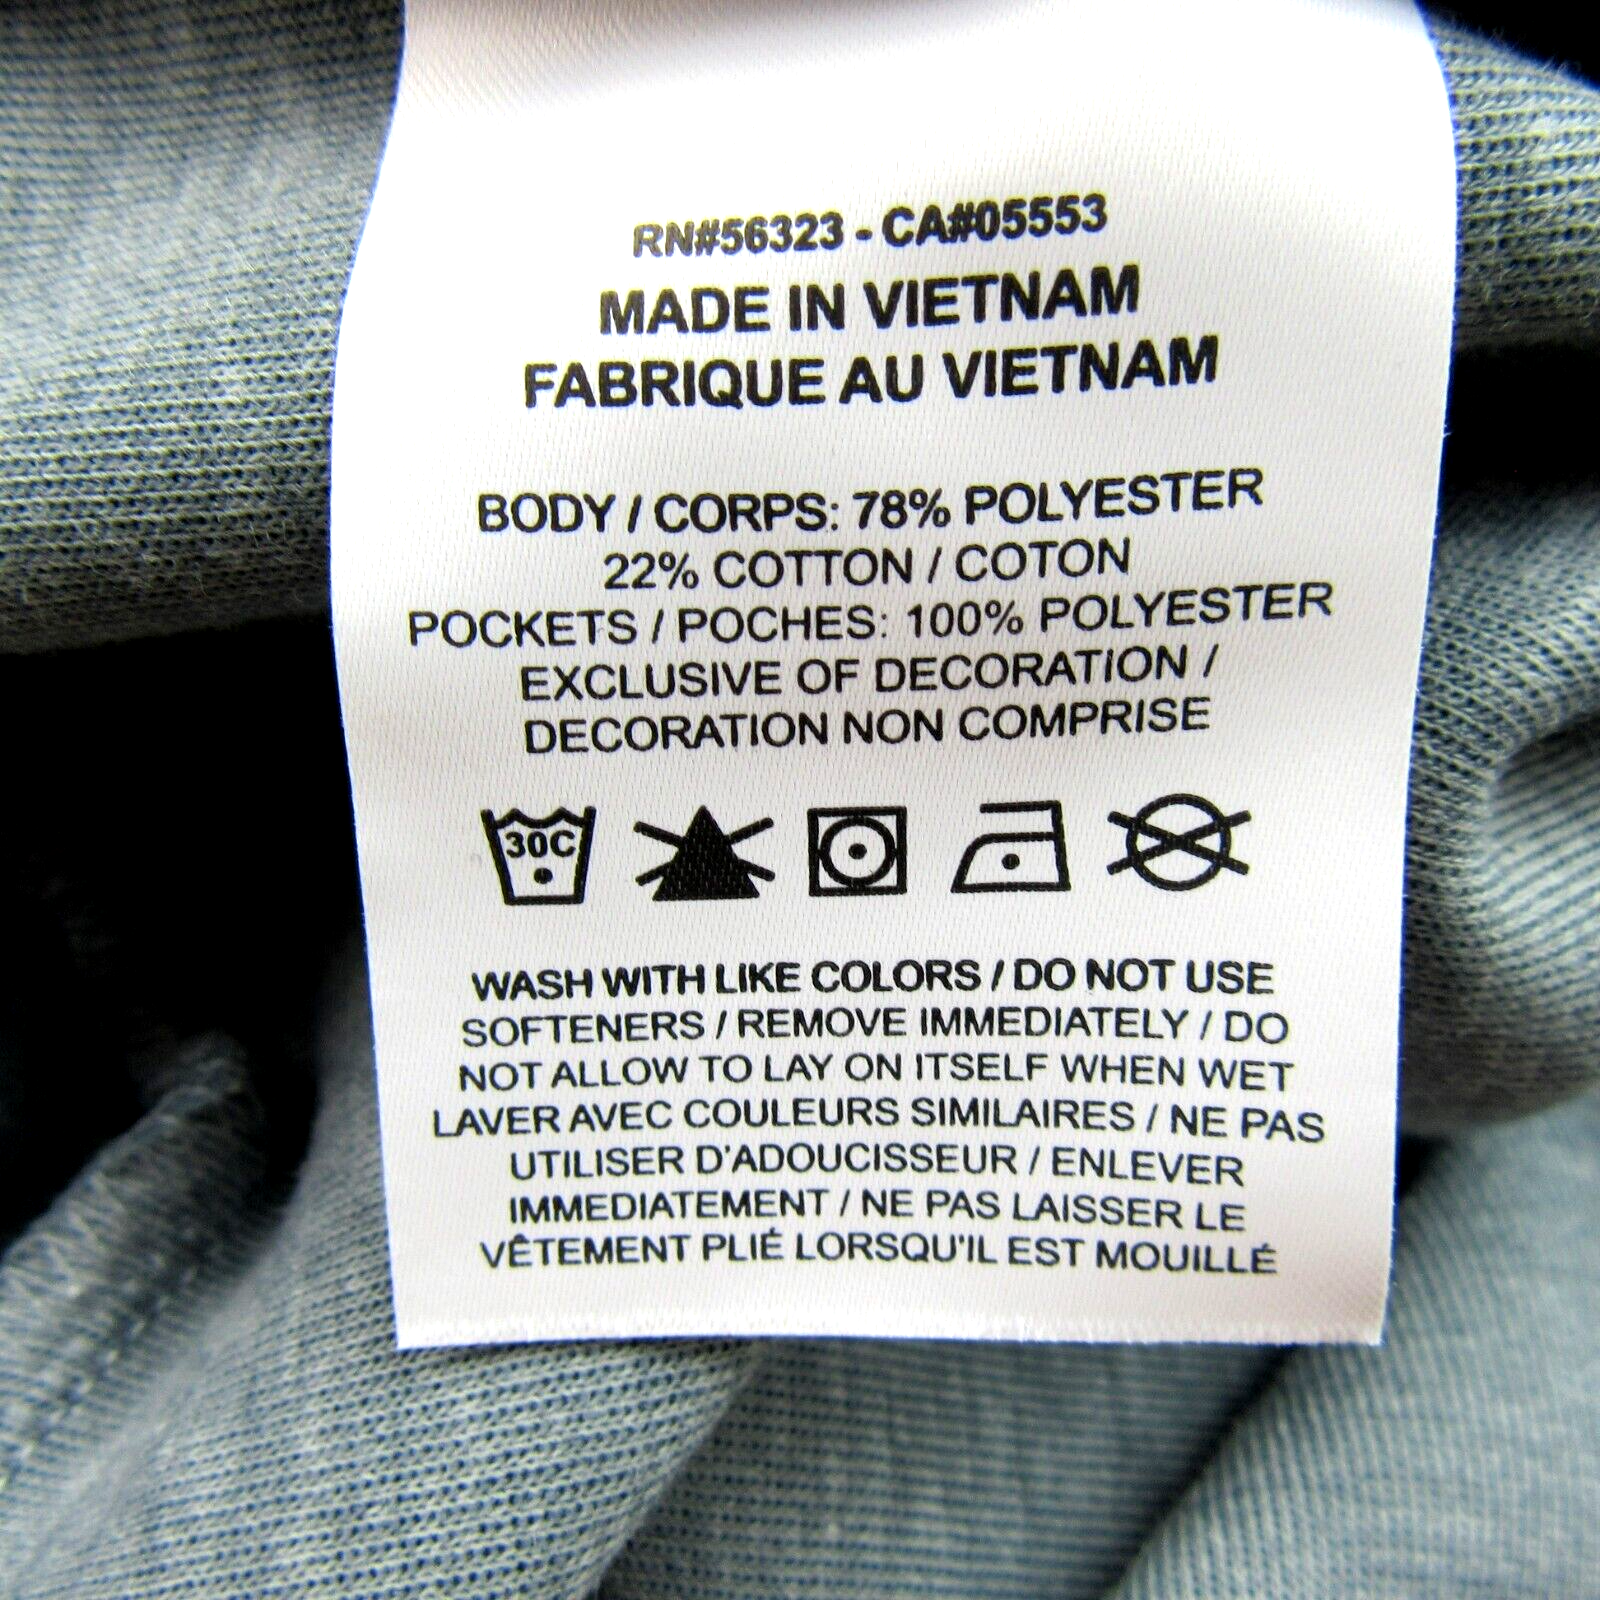 RN#56323 - CA#05553
MADE IN VIETNAM
FABRIQUE AU VIETNAM
BODY / CORPS: 78% POLYESTER
22% COTTON / COTON
POCKETS / POCHES: 100% POLYESTER
EXCLUSIVE OF DECORATION /
DECORATION NON COMPRISE
30C
WASH WITH LIKE COLORS / DO NOT USE
SOFTENERS / REMOVE IMMEDIATELY / DO
NOT ALLOW TO LAY ON ITSELF WHEN WET
LAVER AVEC COULEURS SIMILAIRES / NE PAS
UTILISER D'ADOUCISSEUR / ENLEVER
IMMEDIATEMENT / NE PAS LAISSER LE
VÊTEMENT PLIÉ LORSQU'IL EST MOUILLÉ